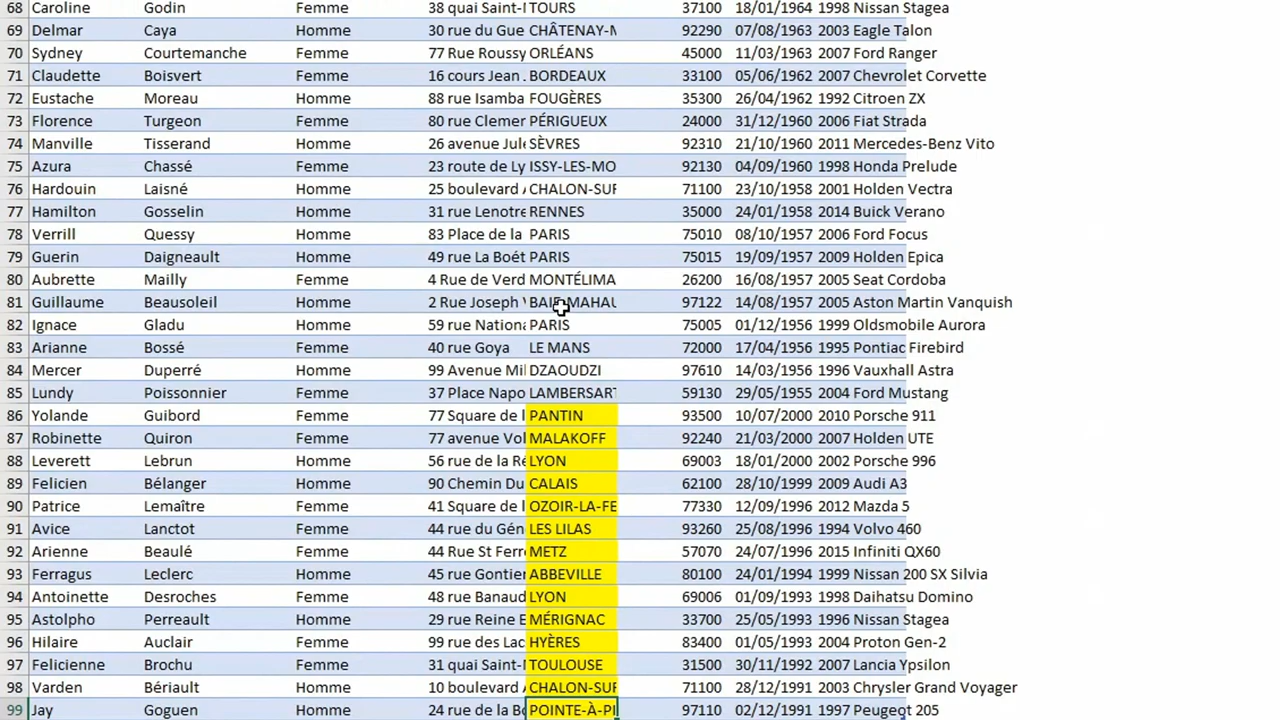 68 Caroline Godin Femme 38 quai Saint-I TOURS 37100 18/01/1964 1998 Nissan Stagea
69 Delmar Caya Homme 30 rue du Gue CHÂTENAY-M 92290 07/08/1963 2003 Eagle Talon
70 Sydney Courtemanche Femme 77 Rue Roussy ORLÉANS 45000 11/03/1963 2007 Ford Ranger
71 Claudette Boisvert Femme 16 cours Jean . BORDEAUX 33100 05/06/1962 2007 Chevrolet Corvette
72 Eustache Moreau Homme 88 rue Isamba FOUGÈRES 35300 26/04/1962 1992 Citroen ZX
73 Florence Turgeon Femme 80 rue Clemer PÉRIGUEUX 24000 31/12/1960 2006 Fiat Strada
74 Manville Tisserand Homme 26 avenue Jule SÈVRES 92310 21/10/1960 2011 Mercedes-Benz Vito
75 Azura Chassé Femme 23 route de Ly ISSY-LES-MO 92130 04/09/1960 1998 Honda Prelude
76 Hardouin Laisné Homme 25 boulevard CHALON-SUR 71100 23/10/1958 2001 Holden Vectra
77 Hamilton Gosselin Homme 31 rue Lenotre RENNES 35000 24/01/1958 2014 Buick Verano
78 Verrill Quessy Homme 83 Place de la PARIS 75010 08/10/1957 2006 Ford Focus
79 Guerin Daigneault Homme 49 rue La Boét PARIS 75015 19/09/1957 2009 Holden Epica
80 Aubrette Mailly Femme 4 Rue de Verd MONTÉLIMA 26200 16/08/1957 2005 Seat Cordoba
81 Guillaume Beausoleil Homme 2 Rue Joseph 97122 14/08/1957 2005 Aston Martin Vanquish
82 Ignace Gladu Homme 59 rue Nationa PARIS 75005 01/12/1956 1999 Oldsmobile Aurora
83 Arianne Bossé Femme 40 rue Goya LE MANS 72000 17/04/1956 1995 Pontiac Firebird
84 Mercer Duperré Homme 99 Avenue Mil DZAOUDZI 97610 14/03/1956 1996 Vauxhall Astra
85 Lundy Poissonnier Femme 37 Place Napo LAMBERSART 59130 29/05/1955 2004 Ford Mustang
86 Yolande Guibord Femme 77 Square de l PANTIN 93500 10/07/2000 2010 Porsche 911
87 Robinette Quiron Femme 77 avenue Vol MALAKOFF 92240 21/03/2000 2007 Holden UTE
88 Leverett Lebrun Homme 56 rue de la Ré LYON 69003 18/01/2000 2002 Porsche 996
89 Felicien Bélanger Homme 90 Chemin Du CALAIS 62100 28/10/1999 2009 Audi A3
90 Patrice Lemaître Femme 41 Square de l OZOIR-LA-FE 77330 12/09/1996 2012 Mazda 5
91 Avice Lanctot Femme 44 rue du Gén LES LILAS 93260 25/08/1996 1994 Volvo 460
92 Arienne Beaulé Femme 44 Rue St Ferr METZ 57070 24/07/1996 2015 Infiniti QX60
93 Ferragus Leclerc Homme 45 rue Gontier ABBEVILLE 80100 24/01/1994 1999 Nissan 200 SX Silvia
94 Antoinette Desroches Femme 48 rue Banaud LYON 69006 01/09/1993 1998 Daihatsu Domino
95 Astolpho Perreault Homme 29 rue Reine E MÉRIGNAC 33700 25/05/1993 1996 Nissan Stagea
96 Hilaire Auclair Femme 99 rue des Lac HYÈRES 83400 01/05/1993 2004 Proton Gen-2
97 Felicienne Brochu Femme 31 quai Saint-I TOULOUSE 31500 30/11/1992 2007 Lancia Ypsilon
98 Varden Bériault Homme 10 boulevard CHALON-SUR 71100 28/12/1991 2003 Chrysler Grand Voyager
99 Jay Goguen Homme 24 rue de la Bo POINTE-À-PI 97110 02/12/1991 1997 Peugeot 205